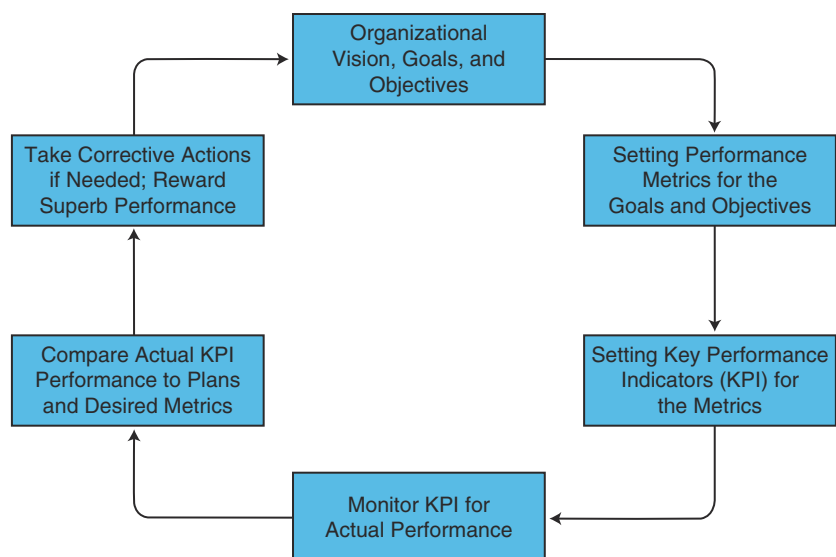 Organizational
Vision, Goals, and
Objectives
Setting Performance
Metrics for the
Goals and Objectives
Setting Key Performance
Indicators (KPI) for
the Metrics
Monitor KPI for
Actual Performance
Compare Actual KPI
Performance to Plans
and Desired Metrics
Take Corrective Actions
if Needed; Reward
Superb Performance